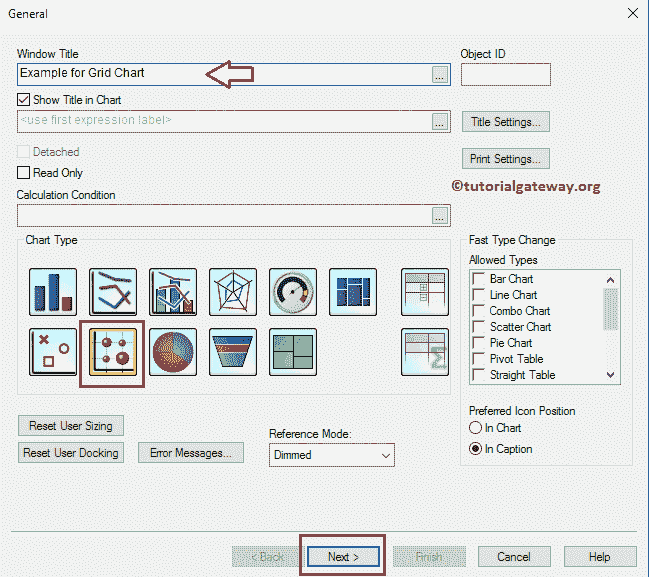 General
Window Title
Object ID
Example for Grid Chart
...
Show Title in Chart
<use first expression label>
...
Title Settings...
Detached
Print Settings...
Read Only
©tutorialgateway.org
Calculation Condition
...
Chart Type
Fast Type Change
Allowed Types
Bar Chart
Line Chart
Combo Chart
Scatter Chart
Pie Chart
Pivot Table
Straight Table
Preferred Icon Position
In Chart
In Caption
Reset User Sizing
Reset User Docking
Error Messages...
Reference Mode:
Dimmed
< Back
Next >
Finish
Cancel
Help